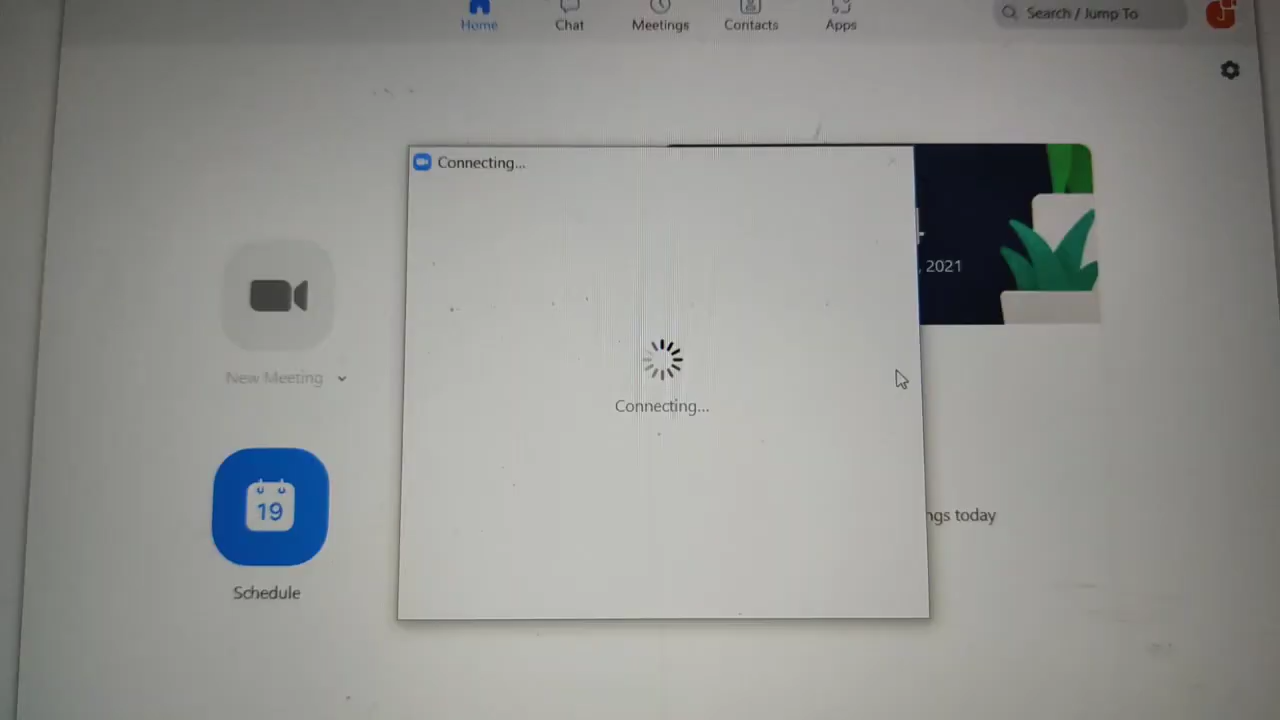 Home
Chat
Meetings
Contacts
Apps
Search / Jump To
Connecting...
, 2021
Connecting...
New Meeting
19
Schedule
ngs today